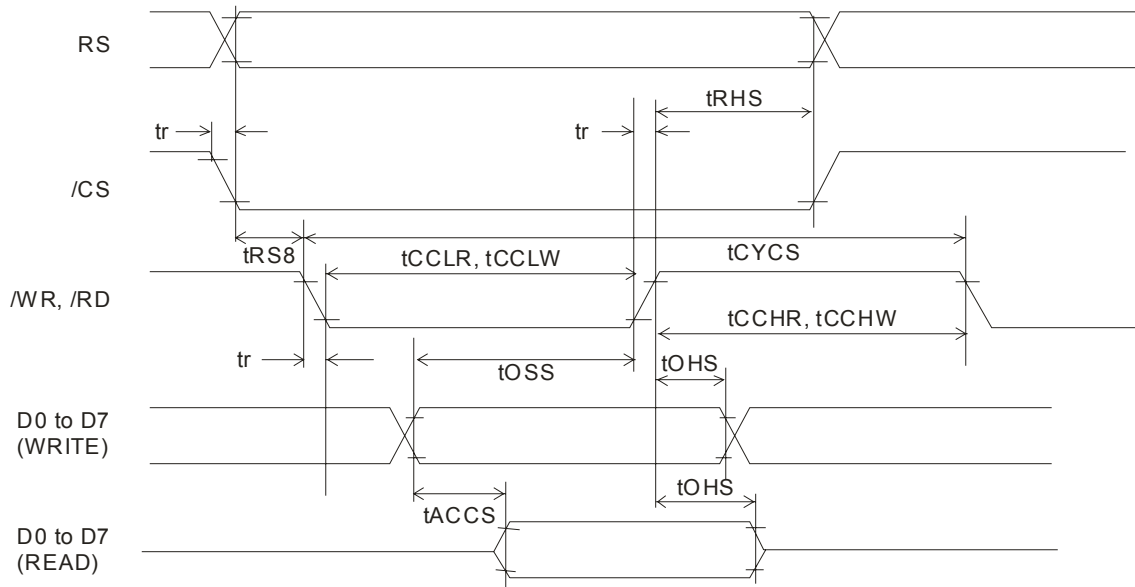 RS
tRHS
tr
tr
/CS
tRS8
tCCLR, tCCLW
tCYCS
/WR, /RD
tCCHR, tCCHW
tr
tOSS
tOHS
D0 to D7
(WRITE)
tACCS
tOHS
D0 to D7
(READ)